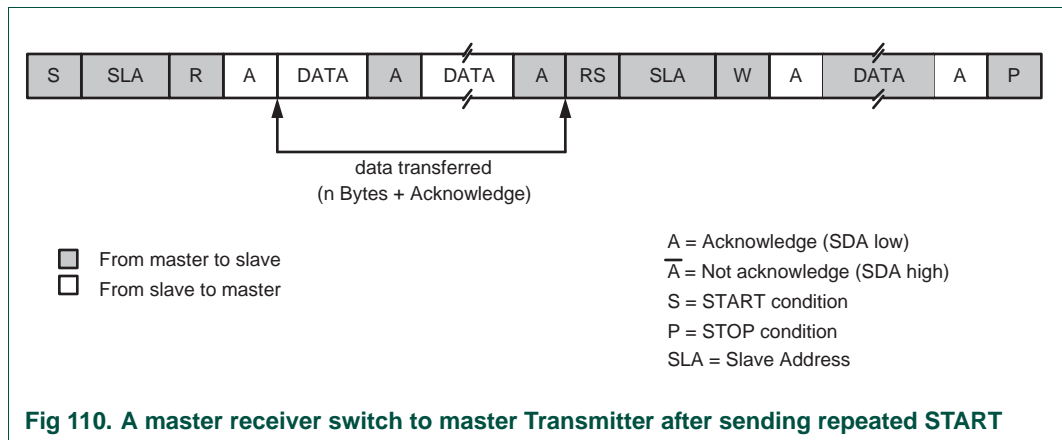 S SLA R A DATA A DATA A RS SLA W A DATA A P
data transferred
(n Bytes + Acknowledge)
From master to slave
From slave to master
A = Acknowledge (SDA low)
A̅ = Not acknowledge (SDA high)
S = START condition
P = STOP condition
SLA = Slave Address
Fig 110. A master receiver switch to master Transmitter after sending repeated START